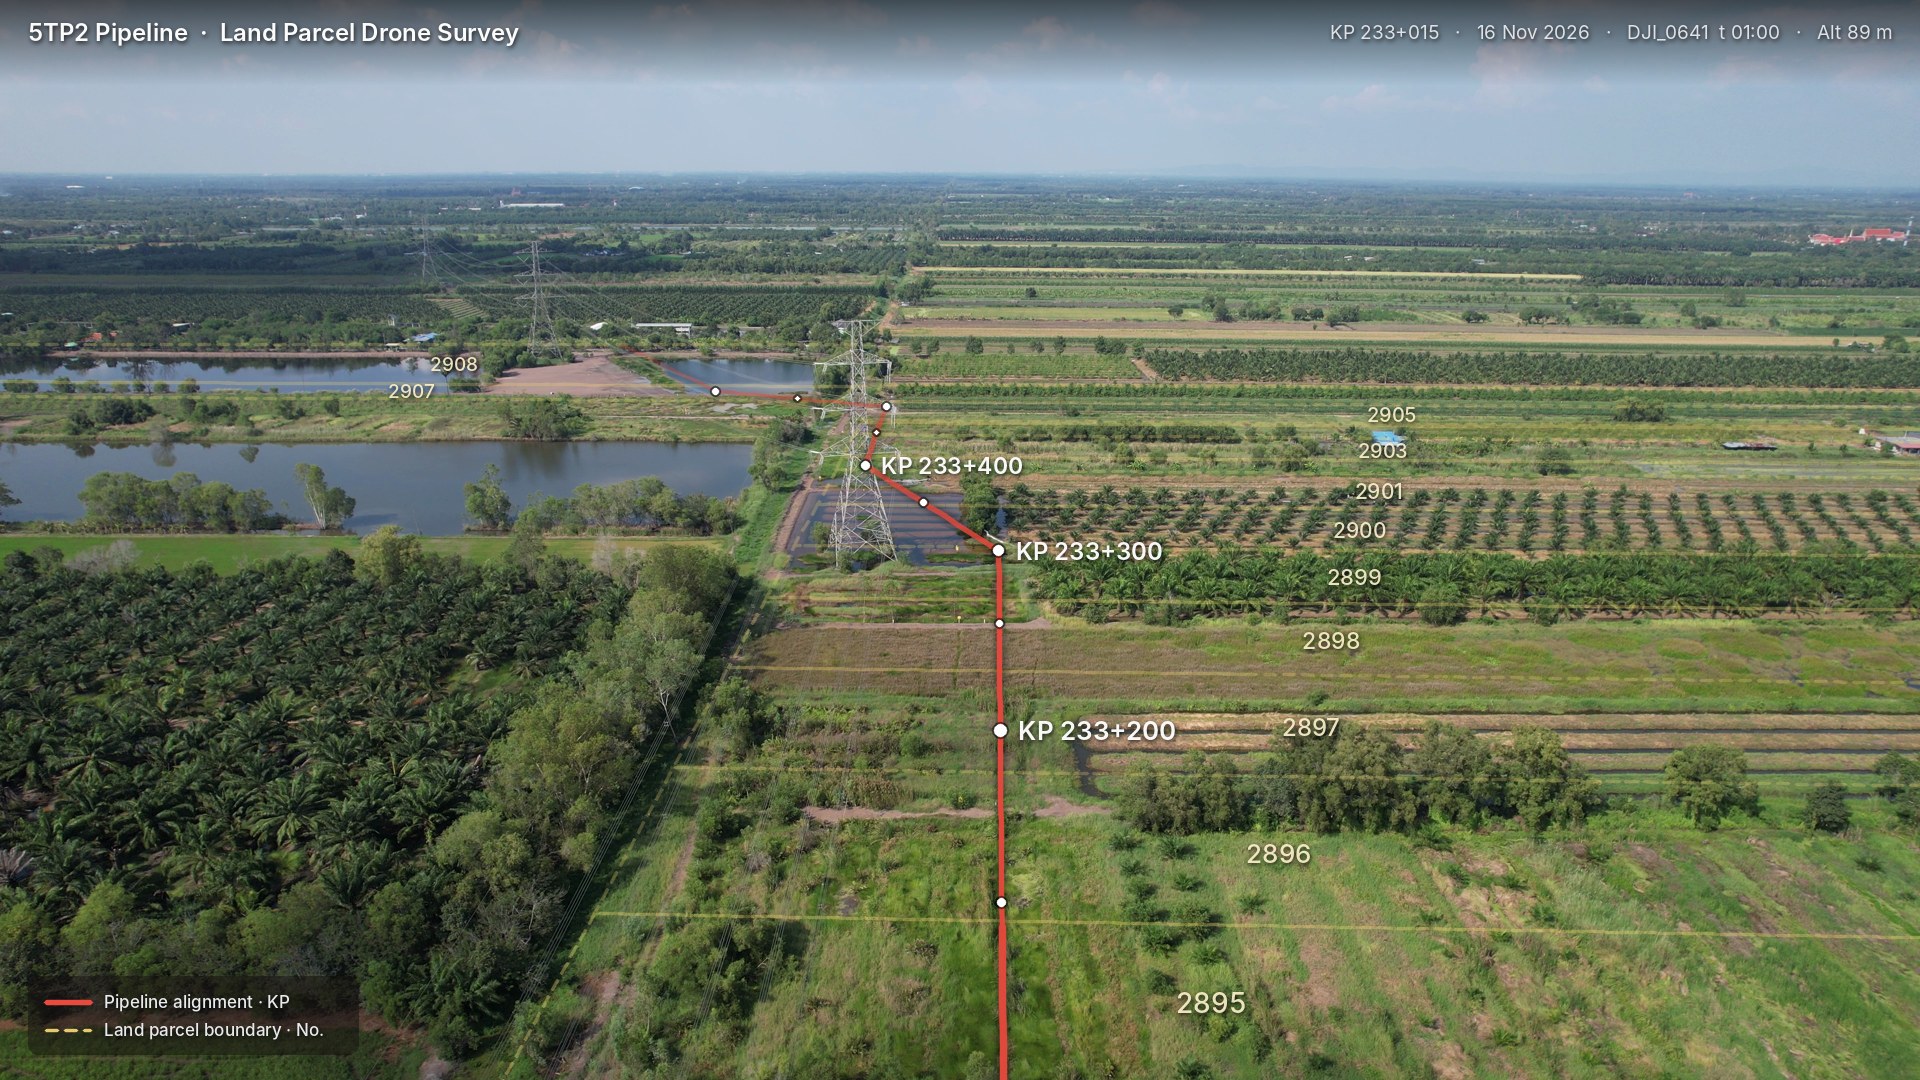 5TP2 Pipeline · Land Parcel Drone Survey
KP 233+015 · 16 Nov 2026 · DJI_0641 t 01:00 · Alt 89 m
2908
2907
2905
2903
KP 233+400
2901
2900
KP 233+300
2899
2898
2897
KP 233+200
2896
2895
Pipeline alignment · KP
Land parcel boundary · No.